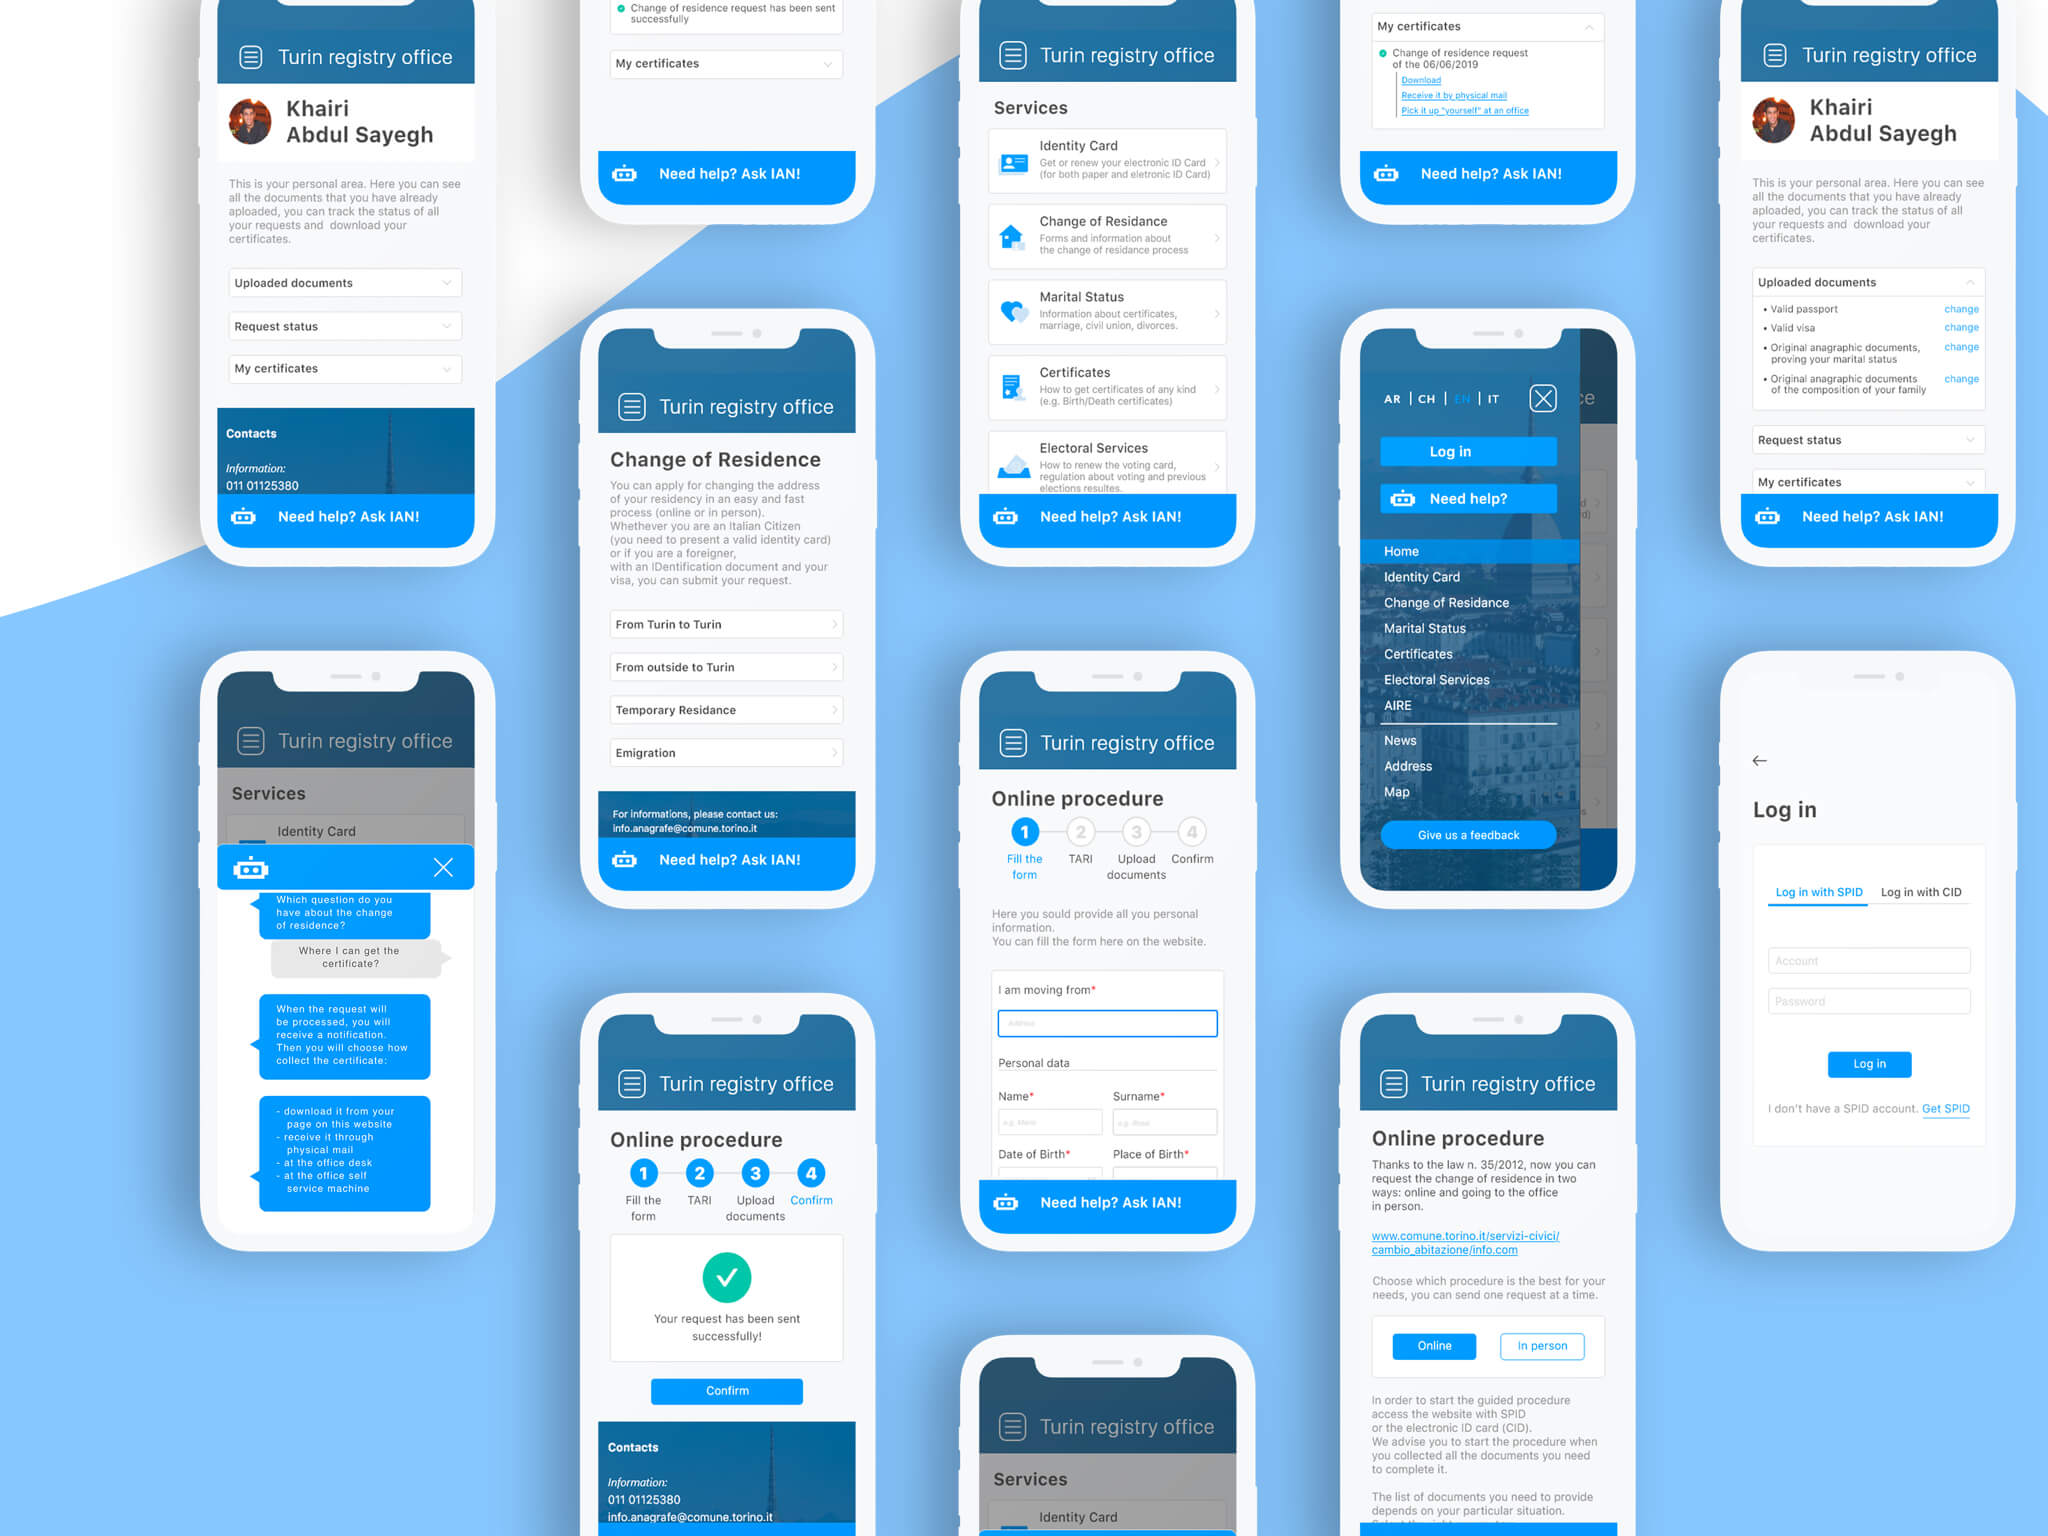 Turin registry office
Khairi
Abdul Sayegh
This is your personal area. Here you can see
all the documents that you have already
aploaded, you can track the status of all
your requests and download your
certificates.
Uploaded documents
Request status
My certificates
Contacts
Information:
011 01125380
Need help? Ask IAN!
Turin registry office
Services
Identity Card
Which question do you
have about the change
of residence?
Where I can get the
certificate?
When the request will
be processed, you will
receive a notification.
Then you will choose how
collect the certificate:
- download it from your
page on this website
- receive it through
physical mail
- at the office desk
- at the office self
service machine
Change of residence request has been sent
successfully
My certificates
Need help? Ask IAN!
Turin registry office
Change of Residence
You can apply for changing the address
of your residency in an easy and fast
process (online or in person).
Whethever you are an Italian Citizen
(you need to present a valid identity card)
or if you are a foreigner,
with an IDentification document and your
visa, you can submit your request.
From Turin to Turin
From outside to Turin
Temporary Residance
Emigration
For informations, please contact us:
info.anagrafe@comune.torino.it
Need help? Ask IAN!
Turin registry office
Online procedure
1 2 3 4
Fill the form TARI Upload documents Confirm
Your request has been sent
successfully!
Confirm
Contacts
Information:
011 01125380
info.anagrafe@comune.torino.it
Turin registry office
Services
Identity Card
Get or renew your electronic ID Card
(for both paper and eletronic ID Card)
Change of Residance
Forms and information about
the change of residance process
Marital Status
Information about certificates,
marriage, civil union, divorces.
Certificates
How to get certificates of any kind
(e.g. Birth/Death certificates)
Electoral Services
How to renew the voting card,
regulation about voting and previous
elections resultes.
Need help? Ask IAN!
Turin registry office
Online procedure
1 2 3 4
Fill the form TARI Upload documents Confirm
Here you sould provide all you personal
information.
You can fill the form here on the website.
I am moving from*
Address
Personal data
Name* Surname*
e.g. Mario e.g. Rossi
Date of Birth* Place of Birth*
Need help? Ask IAN!
Turin registry office
Services
Identity Card
My certificates
Change of residence request
of the 06/06/2019
Download
Receive it by physical mail
Pick it up "yourself" at an office
Need help? Ask IAN!
AR | CH | EN | IT
ce
Log in
Need help?
Home
Identity Card
Change of Residance
Marital Status
Certificates
Electoral Services
AIRE
News
Address
Map
Give us a feedback
Turin registry office
Online procedure
Thanks to the law n. 35/2012, now you can
request the change of residence in two
ways: online and going to the office
in person.
www.comune.torino.it/servizi-civici/
cambio_abitazione/info.com
Choose which procedure is the best for your
needs, you can send one request at a time.
Online In person
In order to start the guided procedure
access the website with SPID
or the electronic ID card (CID).
We advise you to start the procedure when
you collected all the documents you need
to complete it.
The list of documents you need to provide
depends on your particular situation.
Turin registry office
Khairi
Abdul Sayegh
This is your personal area. Here you can see
all the documents that you have already
aploaded, you can track the status of all
your requests and download your
certificates.
Uploaded documents
• Valid passport change
• Valid visa change
• Original anagraphic documents, change
proving your marital status
• Original anagraphic documents change
of the composition of your family
Request status
My certificates
Need help? Ask IAN!
Log in
Log in with SPID Log in with CID
Account
Password
Log in
I don't have a SPID account. Get SPID